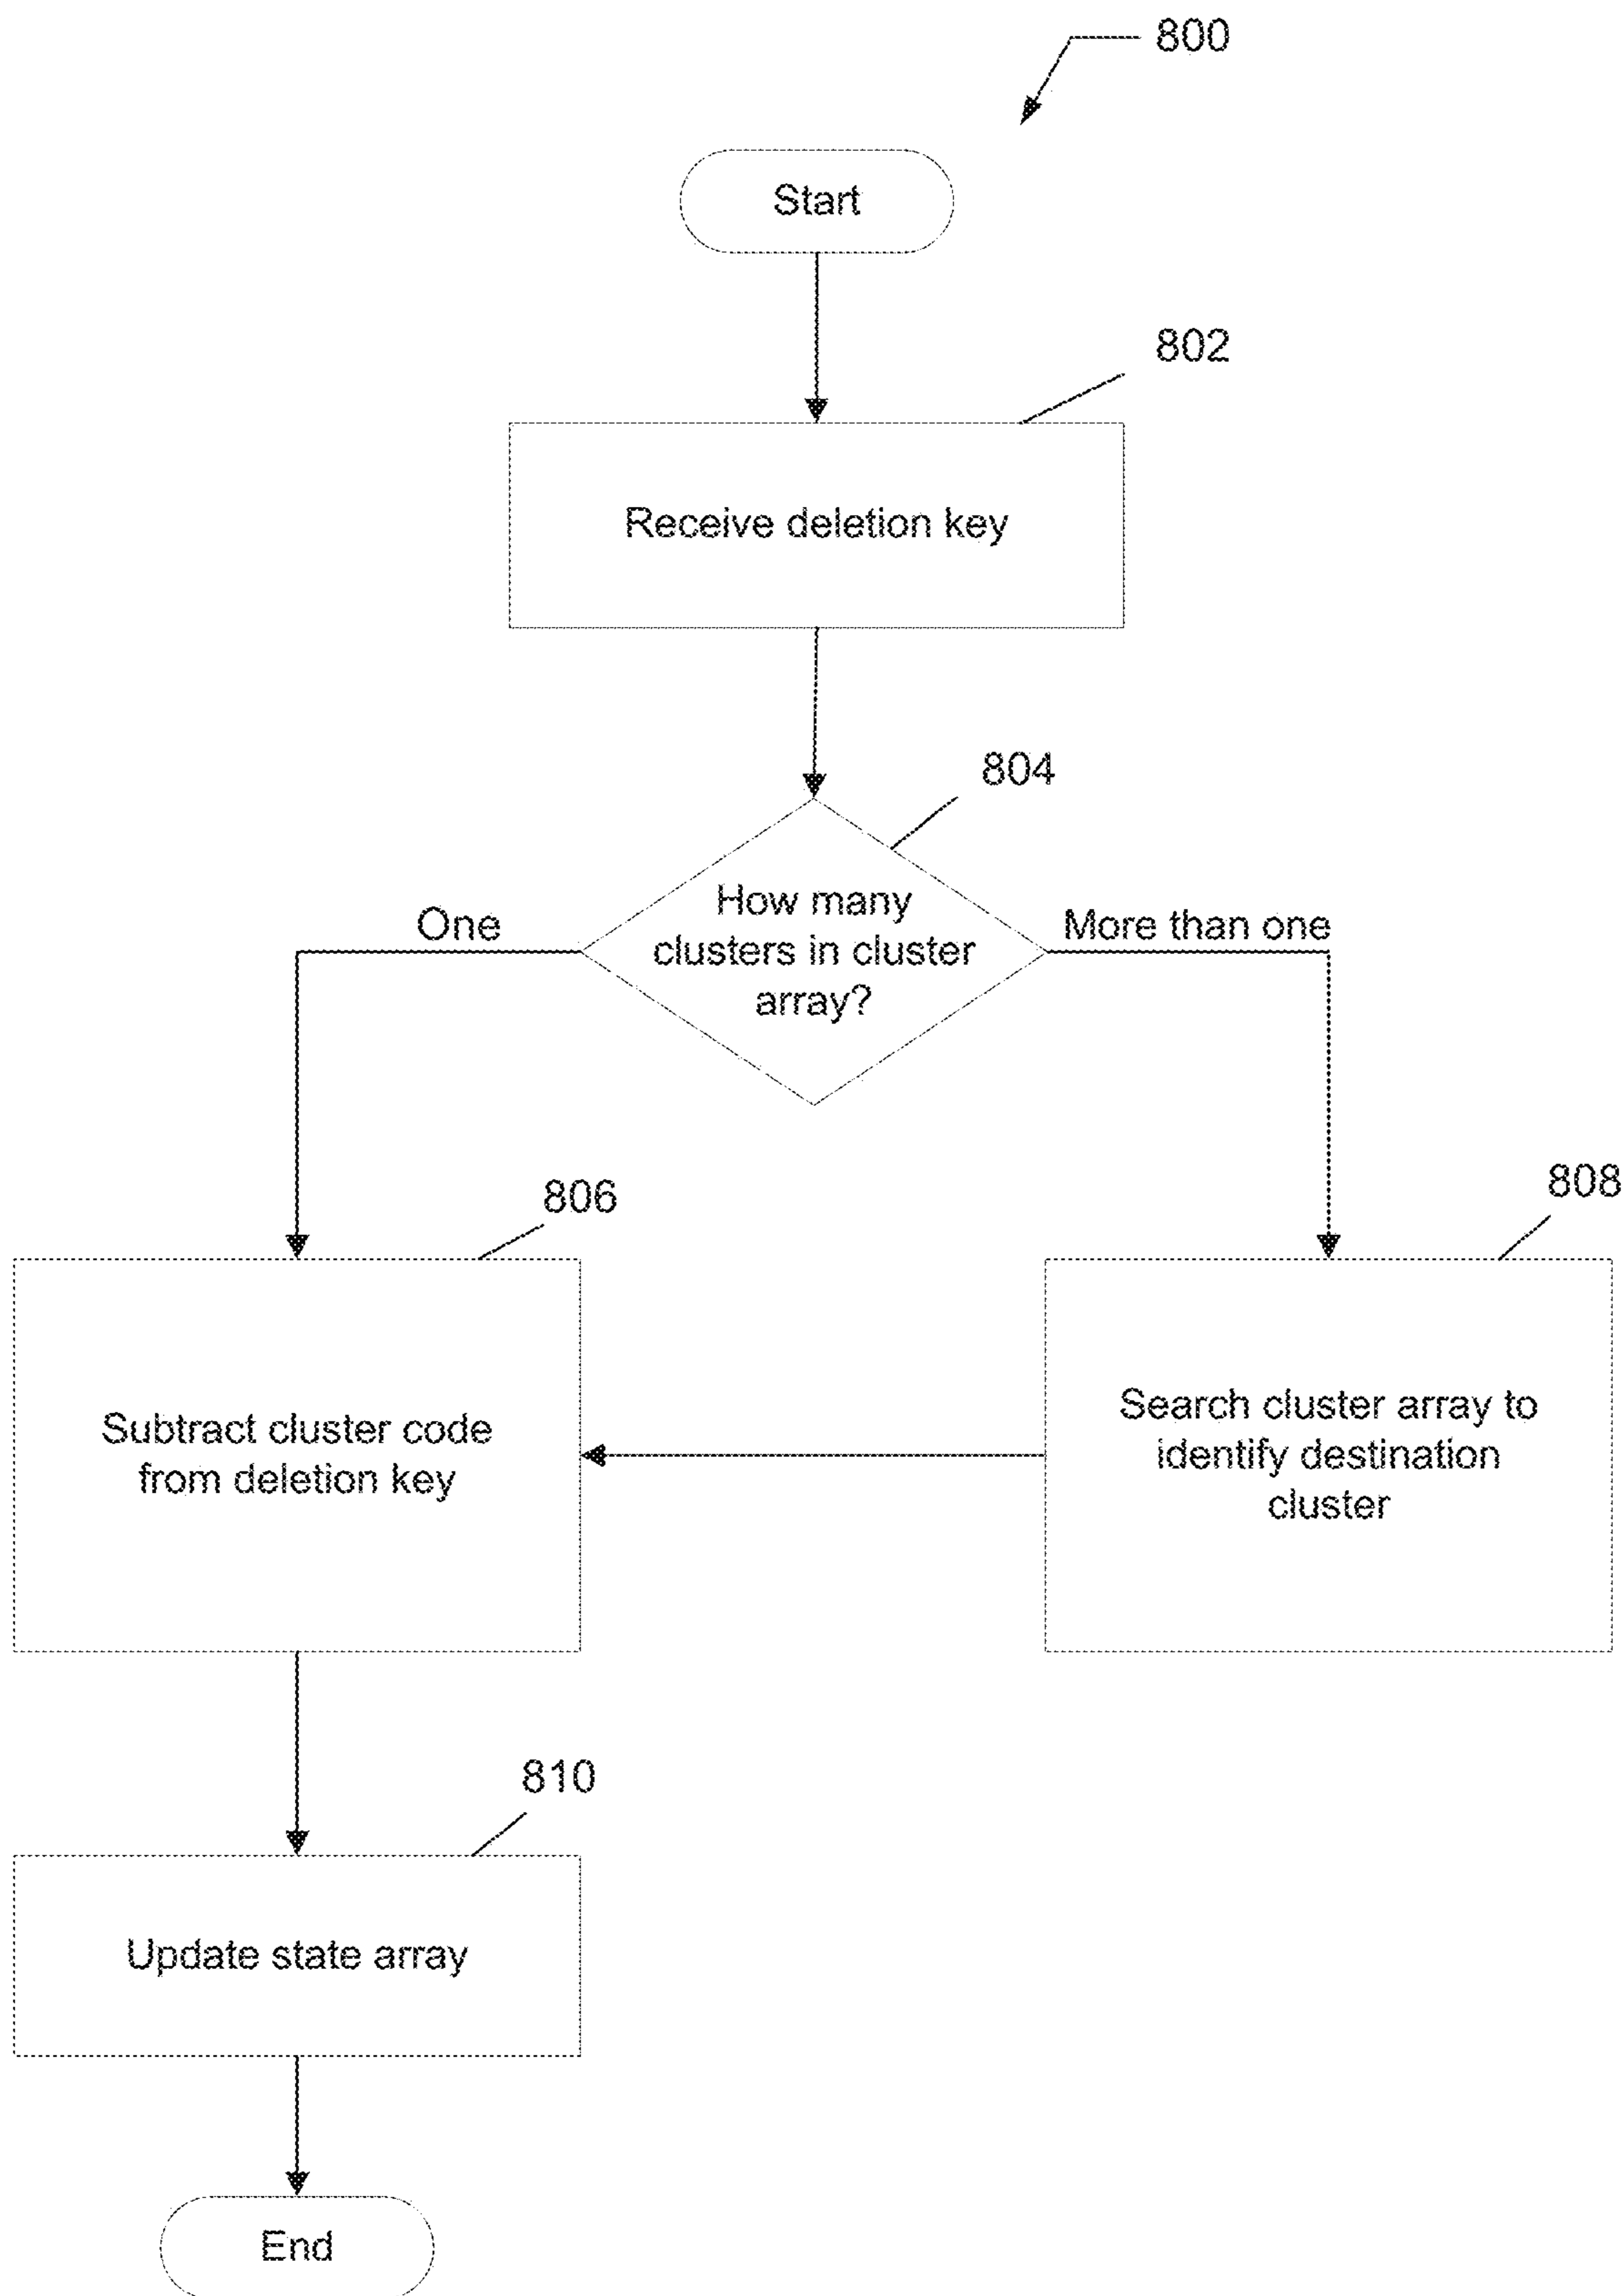 800
Start
802
Receive deletion key
804
How many
clusters in cluster
array?
One
More than one
806
808
Subtract cluster code
from deletion key
Search cluster array to
identify destination
cluster
810
Update state array
End